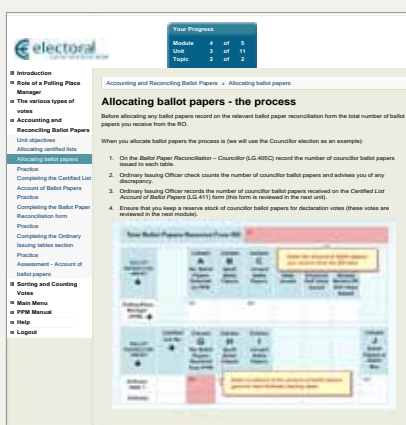 Your Progress
Module 4 of 5
Unit 3 of 11
Topic 2 of 2
electoral
Introduction
Role of a Polling Place
Manager
The various types of
votes
Accounting and
Reconciling Ballot Papers
Unit objectives
Allocating certified lists
Allocating ballot papers
Practice
Completing the Certified List
Account of Ballot Papers
Practice
Completing the Ballot Paper
Reconciliation form
Practice
Completing the Ordinary
Issuing tables section
Practice
Assessment - Account of
ballot papers
Sorting and Counting
Votes
Main Menu
PPM Manual
Help
Logout
Accounting and Reconciling Ballot Papers > Allocating ballot papers
Allocating ballot papers - the process
Before allocating any ballots record on the relevant ballot paper reconciliation form the total number of ballot
papers you receive from the RO.
When you allocate ballot papers the process is (we will use the Councillor election as an example):
1. On the Ballot Paper Reconciliation – Councillor (LG.405C) record the number of councillor ballot papers
issued to each table.
2. Ordinary Issuing Officer check counts the number of councillor ballot papers and advises you of any
discrepancy.
3. Ordinary Issuing Officer records the number of councillor ballot papers received on the Certified List
Account of Ballot Papers (LG.411) form (this form is reviewed in the next unit).
4. Ensure that you keep a reserve stock of councillor ballot papers for declaration votes (these votes are
reviewed in the next module).
Total Ballot Papers Received From RO
A
B
C
G
H
I
J